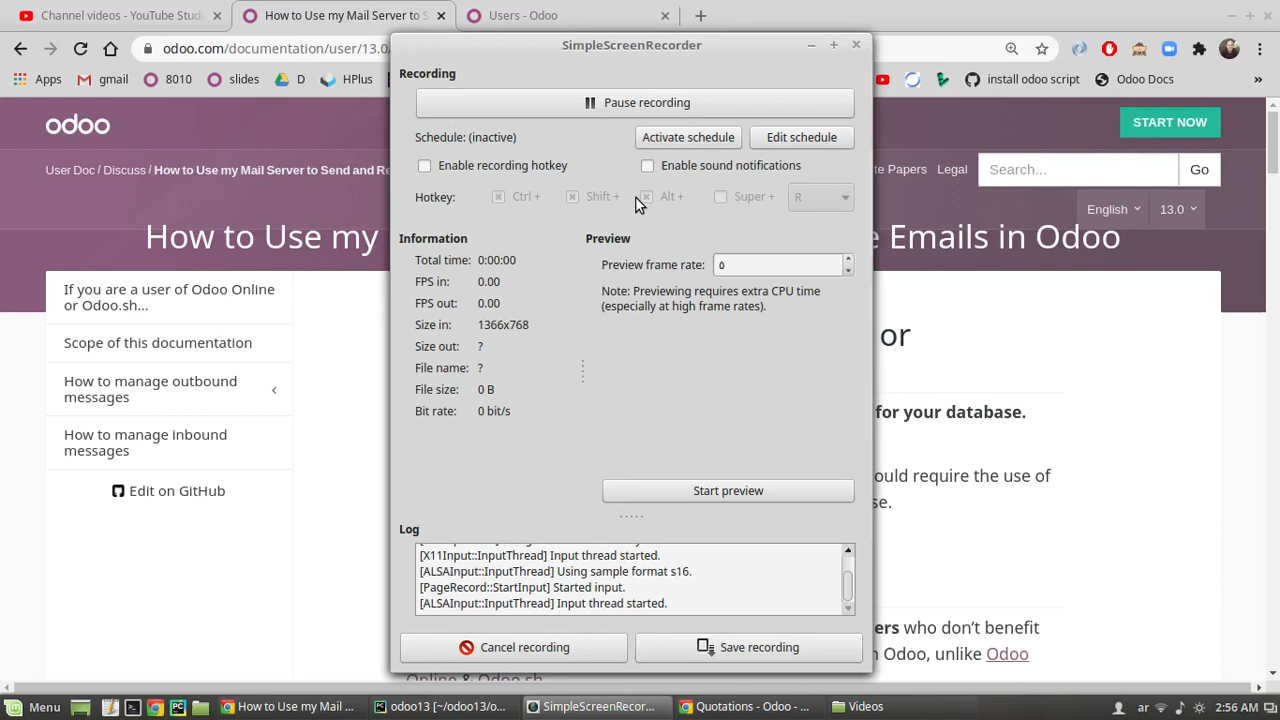 Channel videos - YouTube Studi
How to Use my Mail Server to S
Users - Odoo
odoo.com/documentation/user/13.0/
Apps
gmail
8010
slides
D
HPlus
install odoo script
Odoo Docs
»
odoo
START NOW
User Doc / Discuss / How to Use my Mail Server to Send and Re
Papers
Legal
Search...
Go
English
13.0
How to Use my
e Emails in Odoo
If you are a user of Odoo Online
or Odoo.sh...
Scope of this documentation
How to manage outbound
messages
How to manage inbound
messages
Edit on GitHub
or
for your database.
ould require the use of
se.
ers who don't benefit
n Odoo, unlike Odoo
Online & Odoo.sh
SimpleScreenRecorder
Recording
Pause recording
Schedule: (inactive)
Activate schedule
Edit schedule
Enable recording hotkey
Enable sound notifications
Hotkey:
Ctrl +
Shift +
Alt +
Super +
R
Information
Total time: 0:00:00
FPS in: 0.00
FPS out: 0.00
Size in: 1366x768
Size out: ?
File name: ?
File size: 0 B
Bit rate: 0 bit/s
Preview
Preview frame rate: 0
Note: Previewing requires extra CPU time
(especially at high frame rates).
Start preview
Log
[X11Input::InputThread] Input thread started.
[ALSAInput::InputThread] Using sample format s16.
[PageRecord::StartInput] Started input.
[ALSAInput::InputThread] Input thread started.
Cancel recording
Save recording
Menu
How to Use my Mail ...
odoo13 [~/odoo13/o...
SimpleScreenRecor...
Quotations - Odoo - ...
Videos
ar
2:56 AM